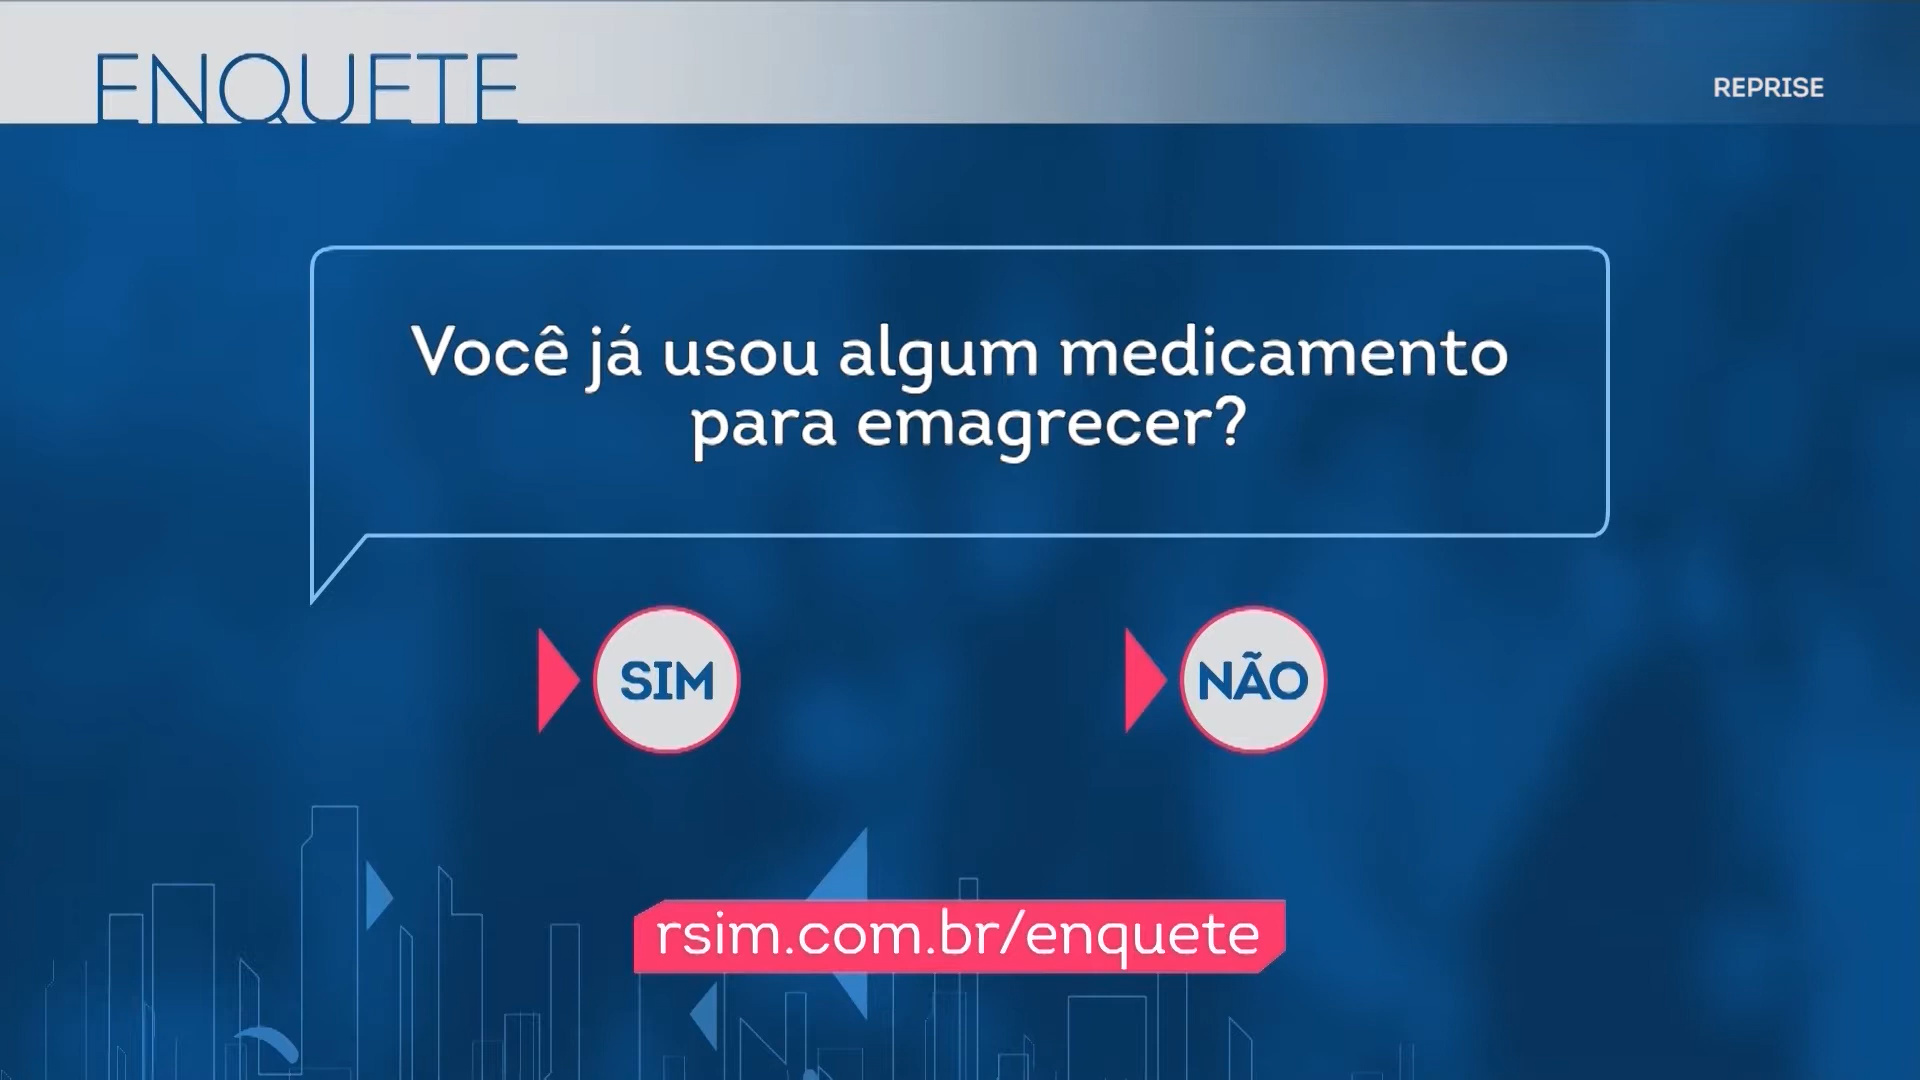 ENQUETE
REPRISE
Você já usou algum medicamento
para emagrecer?
SIM
NÃO
rsim.com.br/enquete